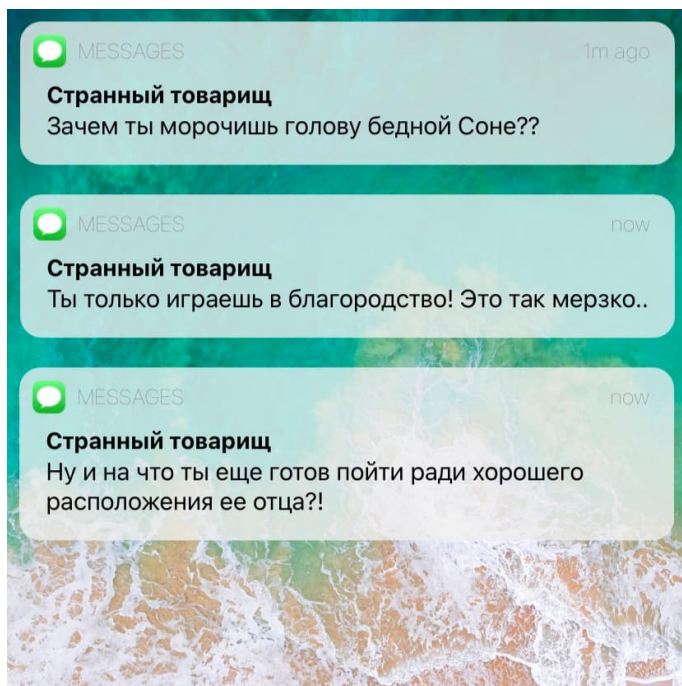 MESSAGES 1m ago
Странный товарищ
Зачем ты морочишь голову бедной Соне??
MESSAGES now
Странный товарищ
Ты только играешь в благородство! Это так мерзко..
MESSAGES now
Странный товарищ
Ну и на что ты еще готов пойти ради хорошего
расположения ее отца?!